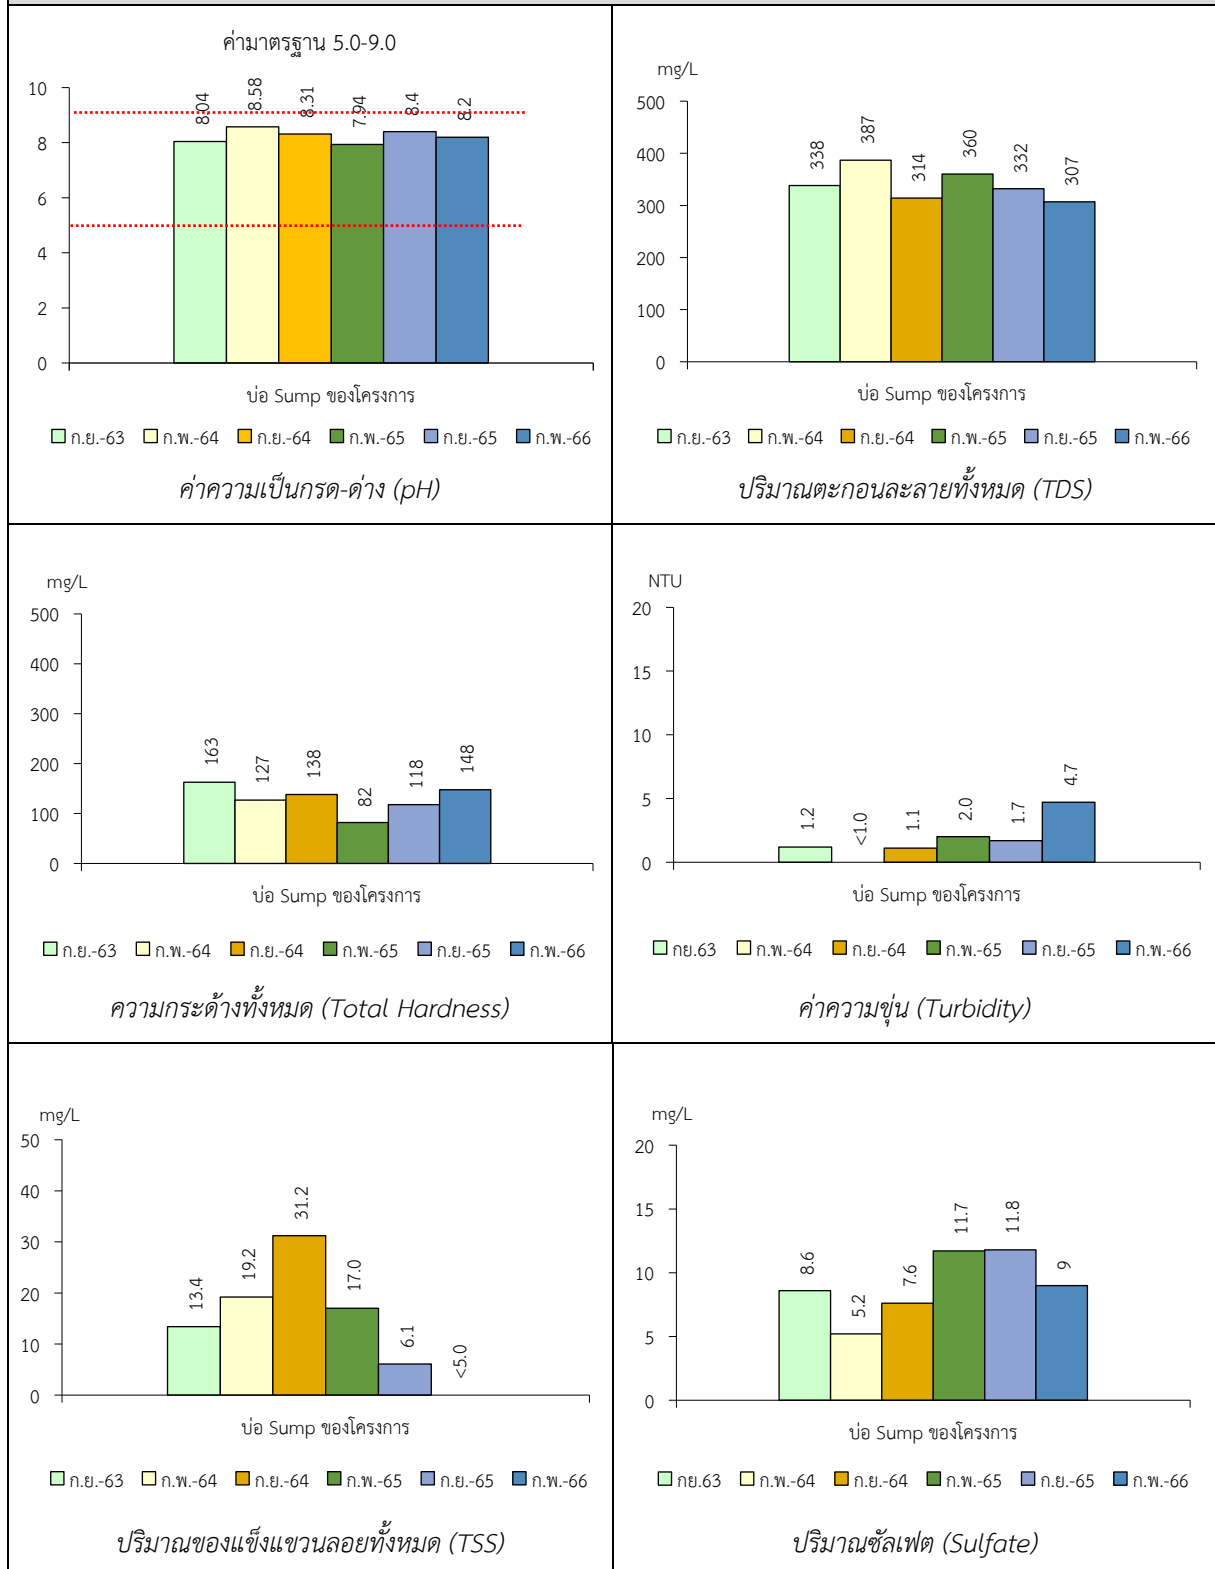 ค่ามาตรฐาน 5.0-9.0
10
8
6
4
2
0
8.04
8.58
8.31
7.94
8.4
8.2
บ่อ Sump ของโครงการ
ก.ย.-63 ก.พ.-64 ก.ย.-64 ก.พ.-65 ก.ย.-65 ก.พ.-66
ค่าความเป็นกรด-ด่าง (pH)
mg/L
500
400
300
200
100
0
338
387
314
360
332
307
บ่อ Sump ของโครงการ
ก.ย.-63 ก.พ.-64 ก.ย.-64 ก.พ.-65 ก.ย.-65 ก.พ.-66
ปริมาณตะกอนละลายทั้งหมด (TDS)
mg/L
500
400
300
200
100
0
163
127
138
82
118
148
บ่อ Sump ของโครงการ
ก.ย.-63 ก.พ.-64 ก.ย.-64 ก.พ.-65 ก.ย.-65 ก.พ.-66
ความกระด้างทั้งหมด (Total Hardness)
NTU
20
15
10
5
0
1.2
<1.0
1.1
2.0
1.7
4.7
บ่อ Sump ของโครงการ
กย.63 ก.พ.-64 ก.ย.-64 ก.พ.-65 ก.ย.-65 ก.พ.-66
ค่าความขุ่น (Turbidity)
mg/L
50
40
30
20
10
0
13.4
19.2
31.2
17.0
6.1
<5.0
บ่อ Sump ของโครงการ
ก.ย.-63 ก.พ.-64 ก.ย.-64 ก.พ.-65 ก.ย.-65 ก.พ.-66
ปริมาณของแข็งแขวนลอยทั้งหมด (TSS)
mg/L
20
15
10
5
0
8.6
5.2
7.6
11.7
11.8
9
บ่อ Sump ของโครงการ
กย.63 ก.พ.-64 ก.ย.-64 ก.พ.-65 ก.ย.-65 ก.พ.-66
ปริมาณซัลเฟต (Sulfate)